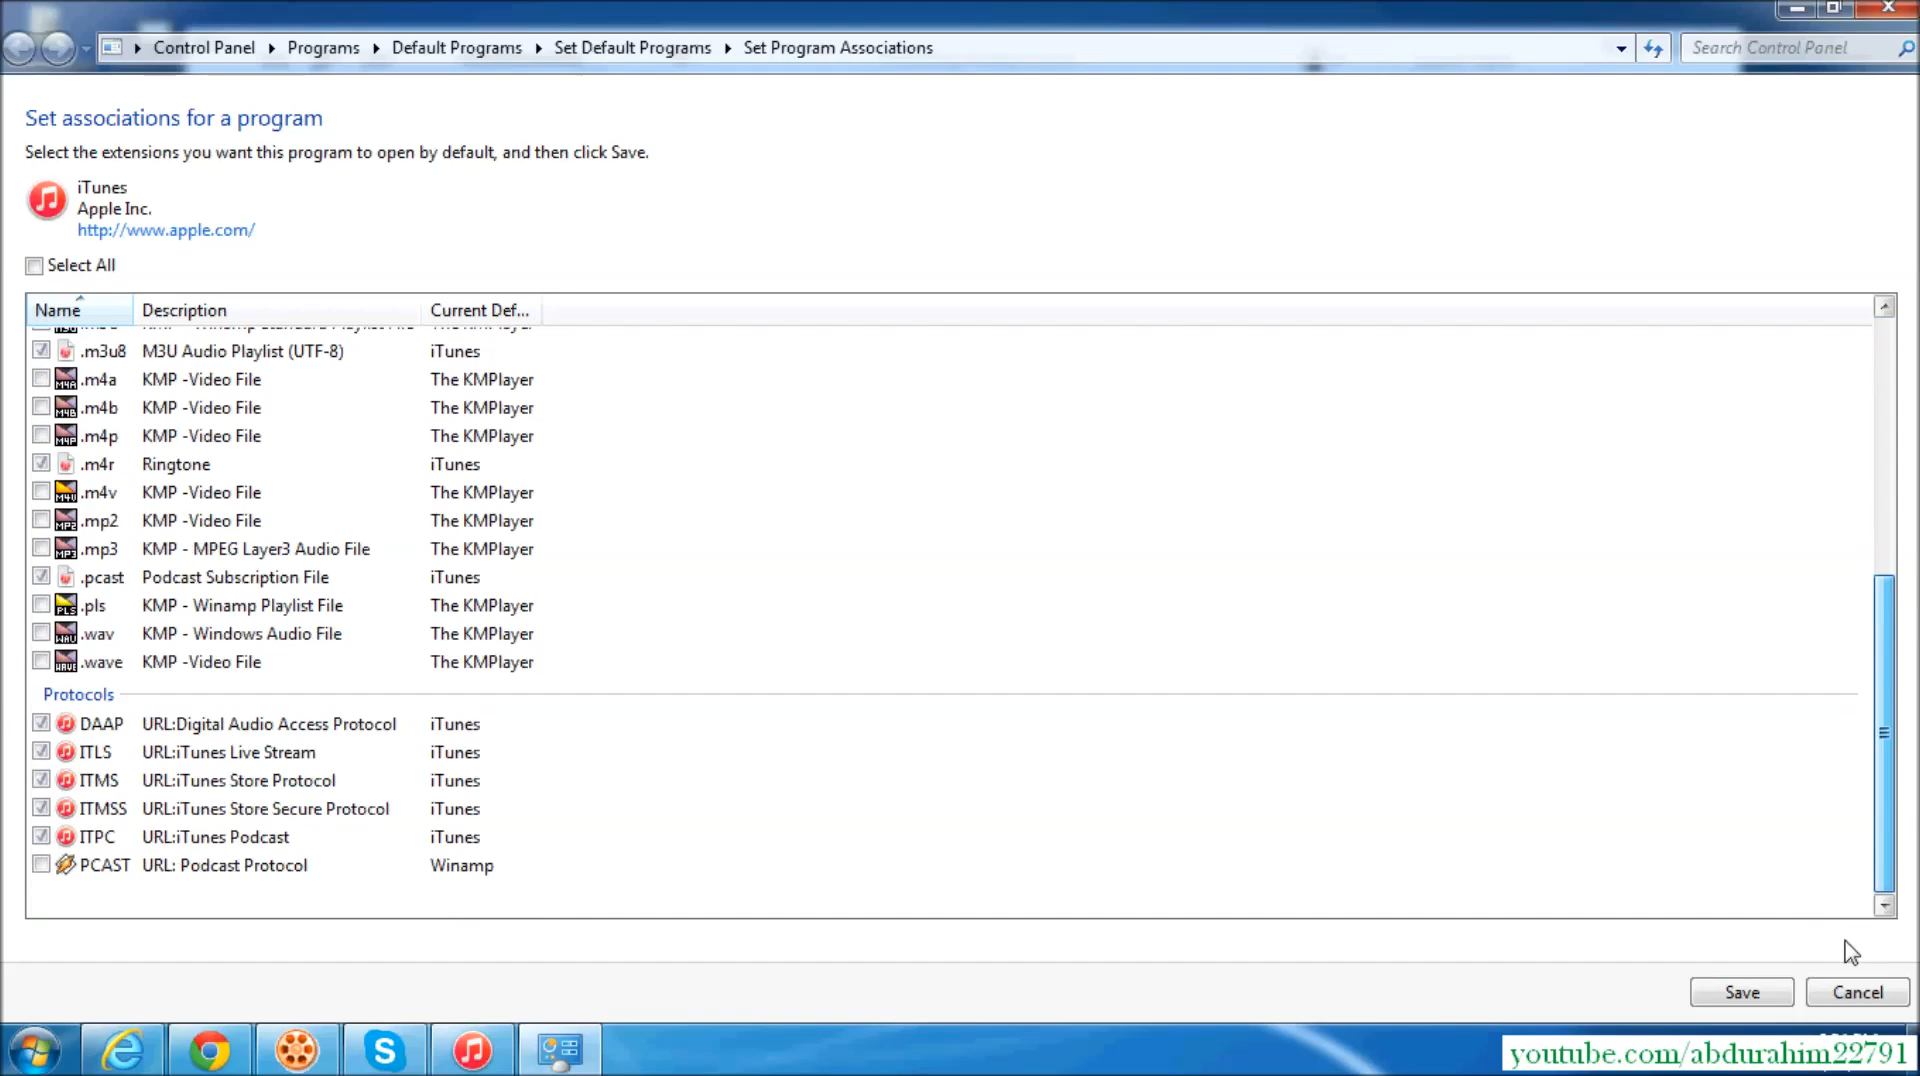 Control Panel Programs Default Programs Set Default Programs Set Program Associations
Search Control Panel
Set associations for a program
Select the extensions you want this program to open by default, and then click Save.
iTunes
Apple Inc.
http://www.apple.com/
Select All
Name Description Current Def...
.m3u8 M3U Audio Playlist (UTF-8) iTunes
.m4a KMP -Video File The KMPlayer
.m4b KMP -Video File The KMPlayer
.m4p KMP -Video File The KMPlayer
.m4r Ringtone iTunes
.m4v KMP -Video File The KMPlayer
.mp2 KMP -Video File The KMPlayer
.mp3 KMP - MPEG Layer3 Audio File The KMPlayer
.pcast Podcast Subscription File iTunes
.pls KMP - Winamp Playlist File The KMPlayer
.wav KMP - Windows Audio File The KMPlayer
.wave KMP -Video File The KMPlayer
Protocols
DAAP URL:Digital Audio Access Protocol iTunes
ITLS URL:iTunes Live Stream iTunes
ITMS URL:iTunes Store Protocol iTunes
ITMSS URL:iTunes Store Secure Protocol iTunes
ITPC URL:iTunes Podcast iTunes
PCAST URL: Podcast Protocol Winamp
Save Cancel
youtube.com/abdurahim22791